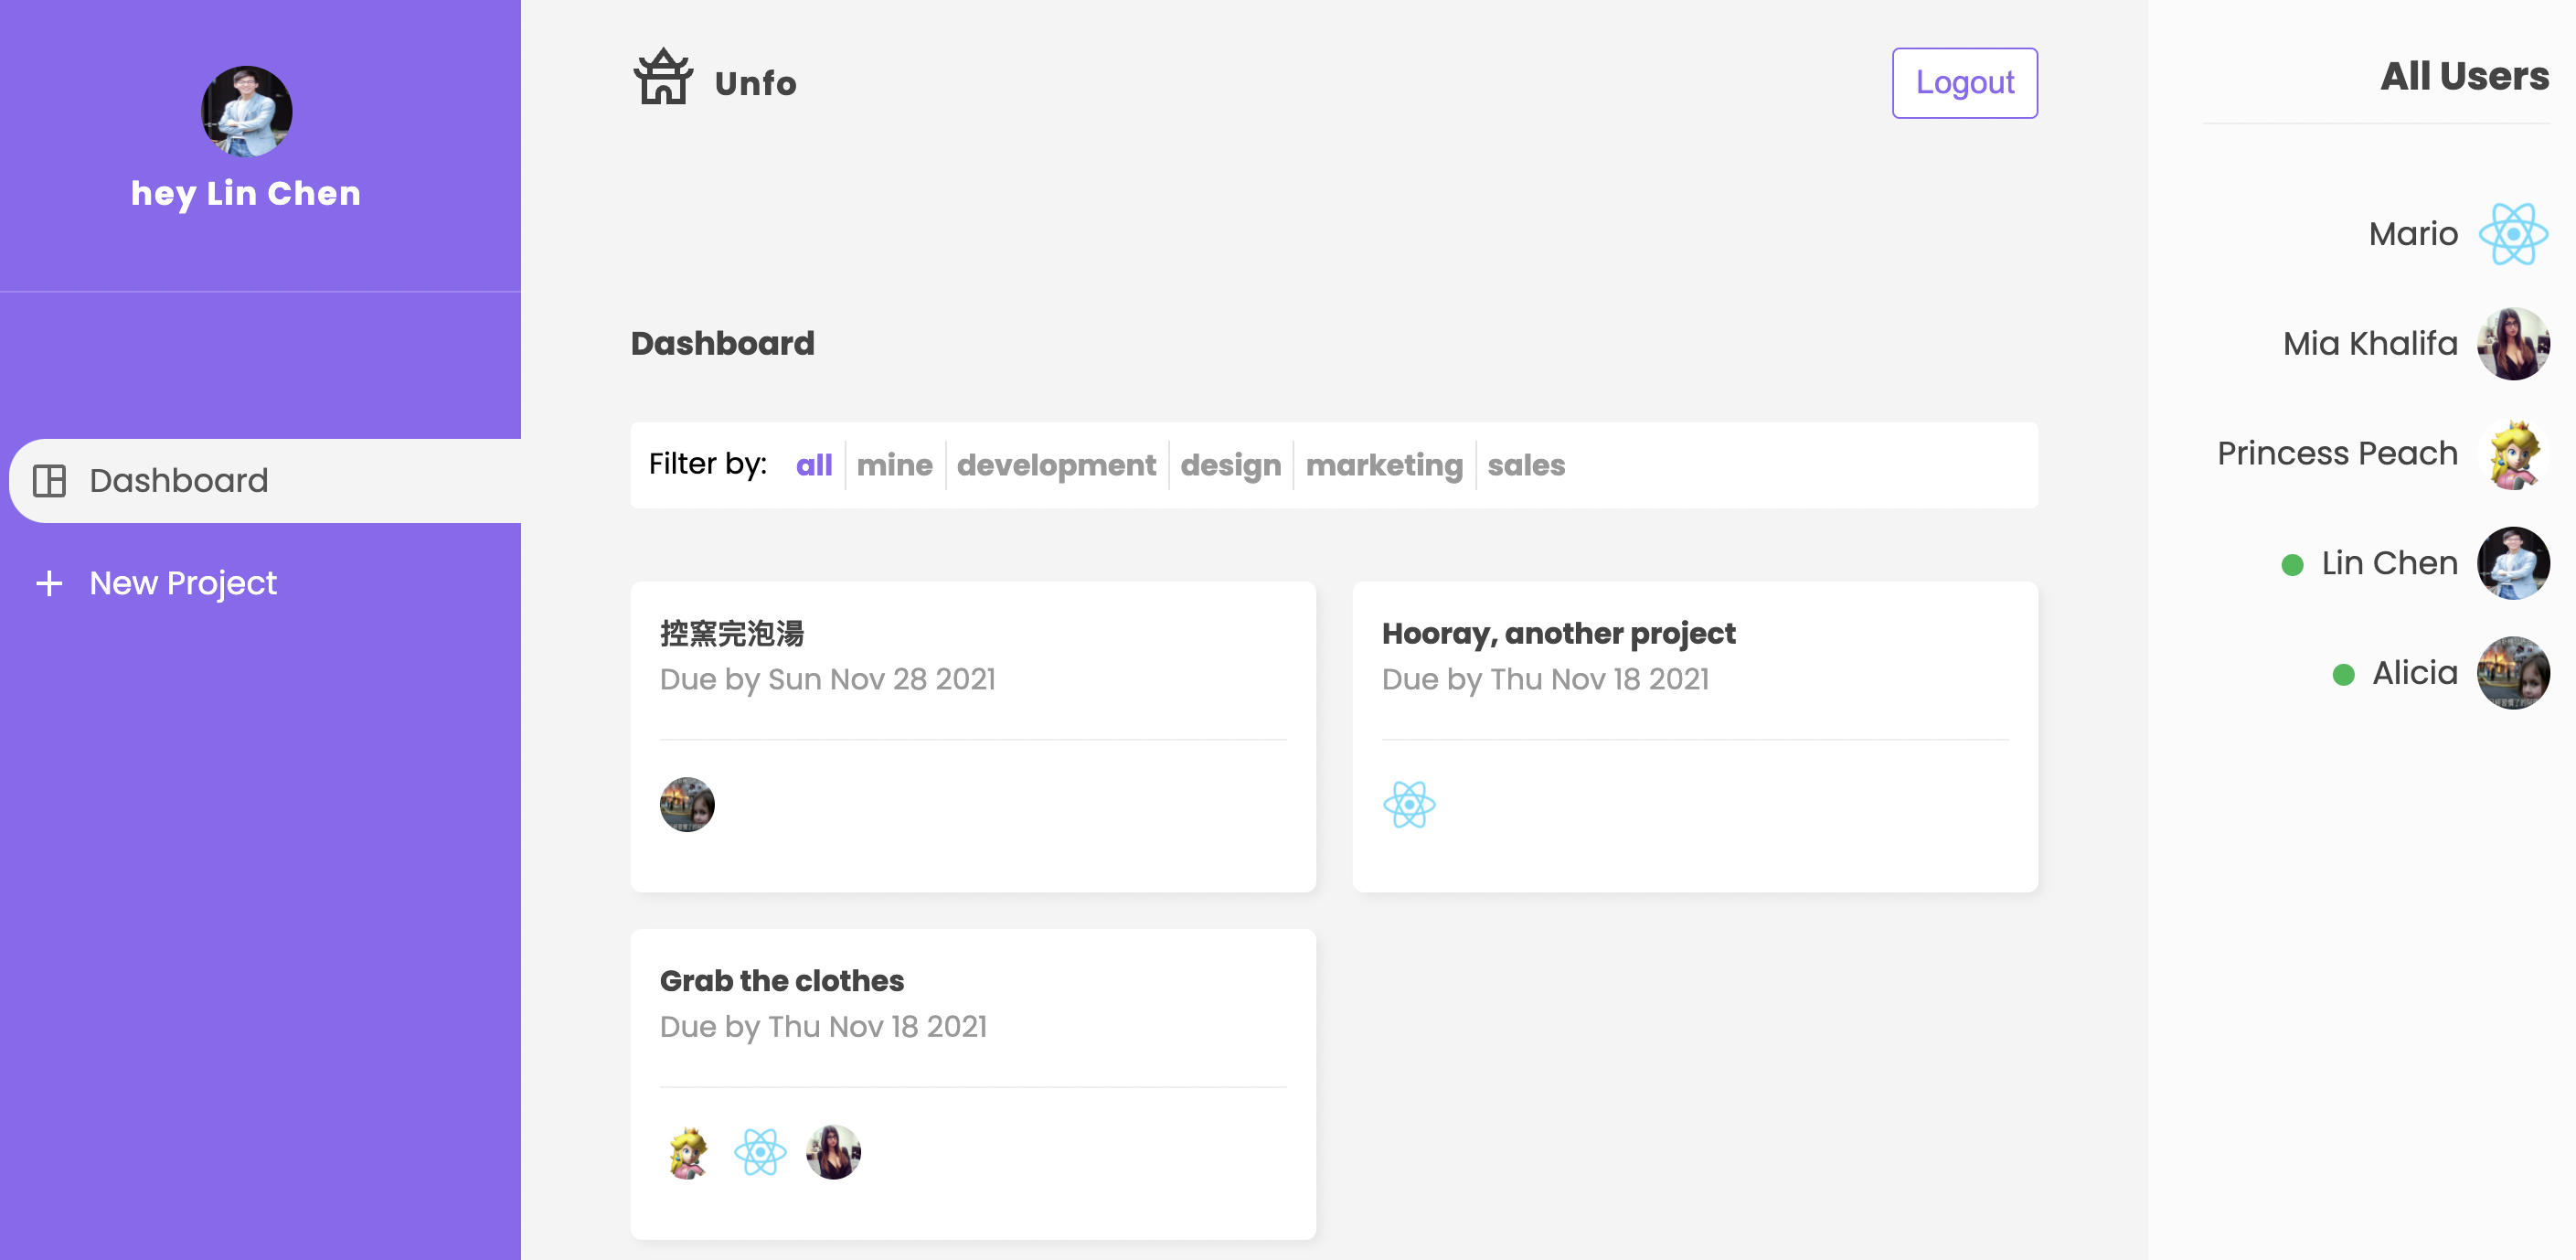 hey Lin Chen
Dashboard
New Project
Unfo
Logout
Dashboard
Filter by: all mine development design marketing sales
控窯完泡湯
Due by Sun Nov 28 2021
Hooray, another project
Due by Thu Nov 18 2021
Grab the clothes
Due by Thu Nov 18 2021
All Users
Mario
Mia Khalifa
Princess Peach
Lin Chen
Alicia